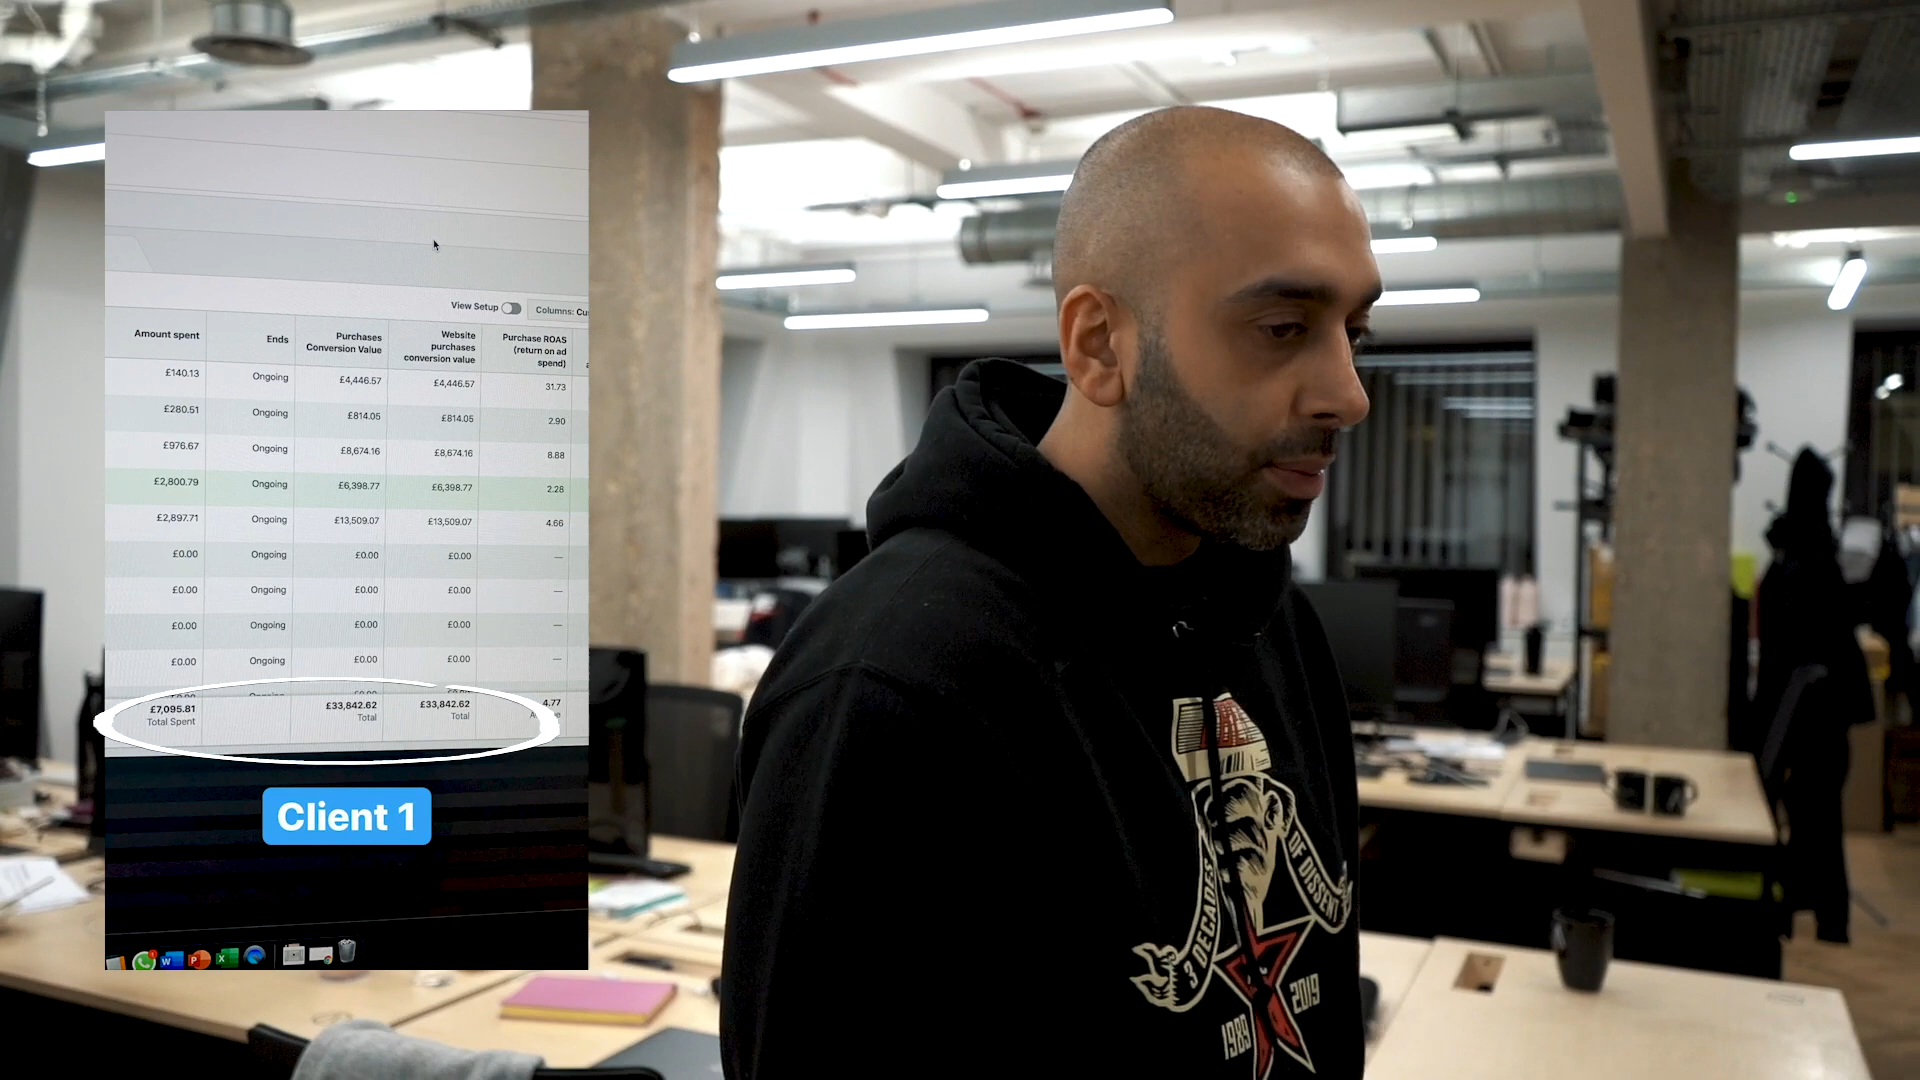 View Setup
Columns: Cu
Amount spent
Ends
Purchases
Conversion Value
Website
purchases
conversion value
Purchase ROAS
(return on ad
spend)
£140.13 Ongoing £4,446.57 £4,446.57 31.73
£280.51 Ongoing £814.05 £814.05 2.90
£976.67 Ongoing £8,674.16 £8,674.16 8.88
£2,800.79 Ongoing £6,398.77 £6,398.77 2.28
£2,897.71 Ongoing £13,509.07 £13,509.07 4.66
£0.00 Ongoing £0.00 £0.00 —
£0.00 Ongoing £0.00 £0.00 —
£0.00 Ongoing £0.00 £0.00 —
£0.00 Ongoing £0.00 £0.00 —
£7,095.81 £33,842.62 £33,842.62 4.77
Total Spent Total Total
Client 1
W P X
3 DECADES
OF DISSENT
1989 2019